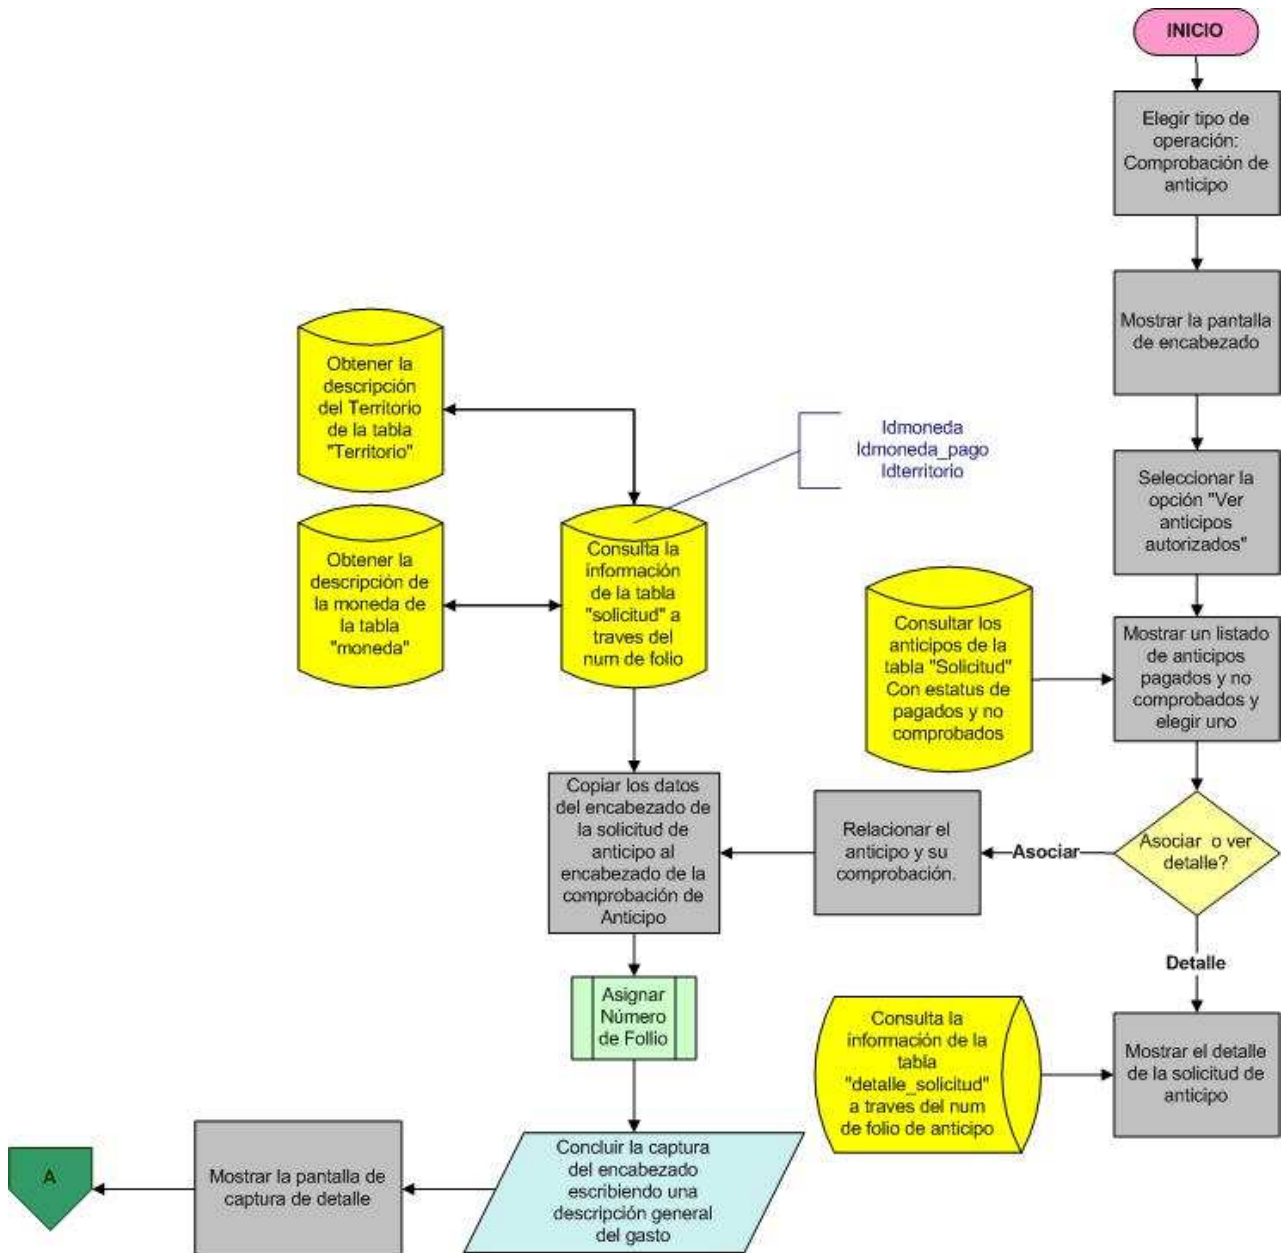 INICIO
Elegir tipo de
operación:
Comprobación de
anticipo
Mostrar la pantalla
de encabezado
Obtener la
descripción
del Territorio
de la tabla
"Territorio"
Idmoneda
Idmoneda_pago
Idterritorio
Seleccionar la
opción "Ver
anticipos
autorizados"
Obtener la
descripción de
la moneda de
la tabla
"moneda"
Consulta la
información
de la tabla
"solicitud" a
traves del
num de folio
Consultar los
anticipos de la
tabla "Solicitud"
Con estatus de
pagados y no
comprobados
Mostrar un listado
de anticipos
pagados y no
comprobados y
elegir uno
Copiar los datos
del encabezado de
la solicitud de
anticipo al
encabezado de la
comprobación de
Anticipo
Relacionar el
anticipo y su
comprobación.
Asociar
Asociar o ver
detalle?
Detalle
Asignar
Número
de Follio
Consulta la
información de la
tabla
"detalle_solicitud"
a traves del num
de folio de anticipo
Mostrar el detalle
de la solicitud de
anticipo
A
Mostrar la pantalla de
captura de detalle
Concluir la captura
del encabezado
escribiendo una
descripción general
del gasto